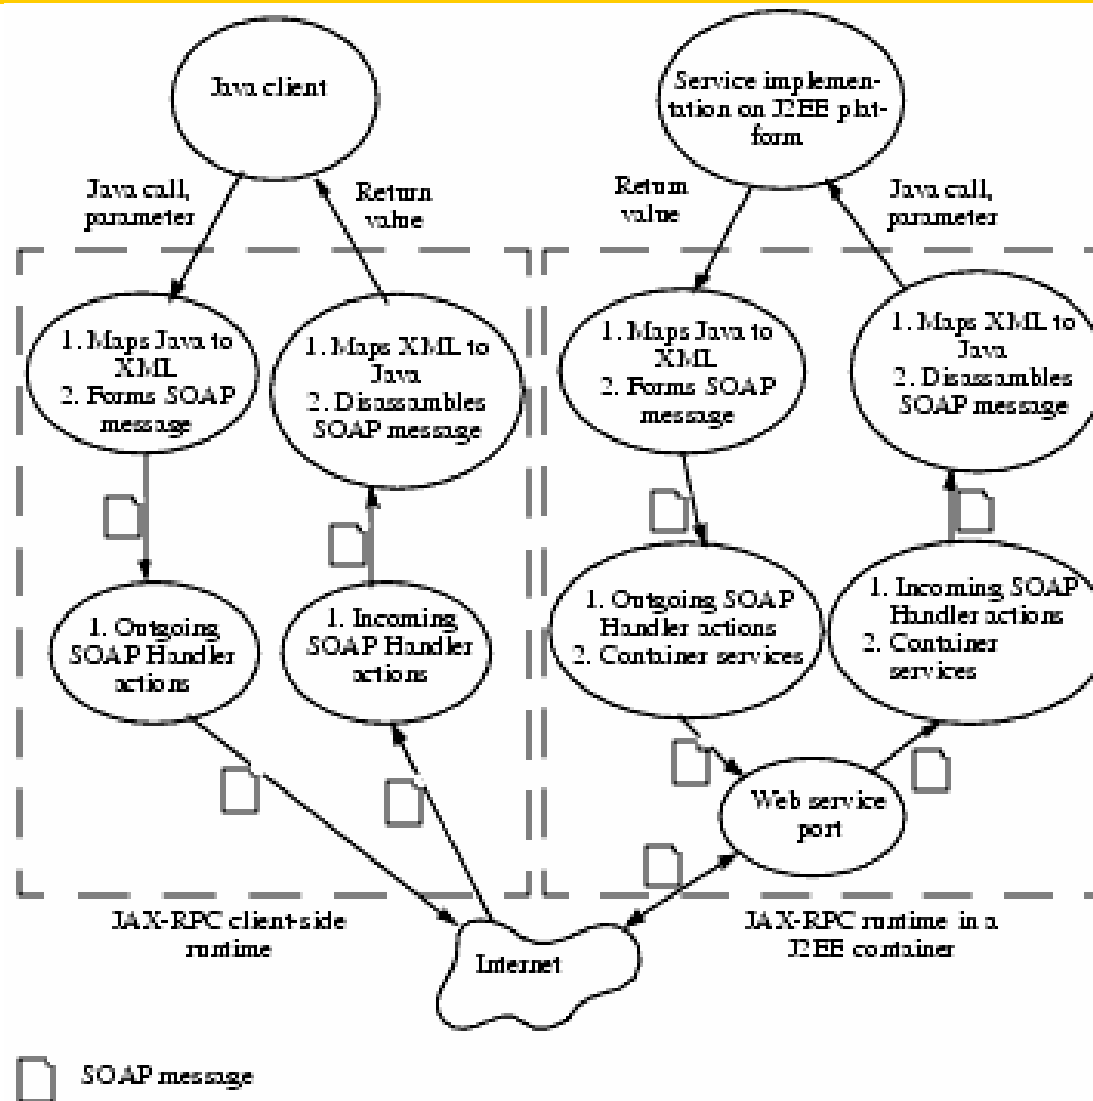 Java client
Service implemen-
tation on J2EE plat-
form
Java call,
parameter
Return
value
Return
value
Java call,
parameter
1. Maps Java to
XML
2. Forms SOAP
message
1. Maps XML to
Java
2. Disassambles
SOAP message
1. Maps Java to
XML
2. Forms SOAP
message
1. Maps XML to
Java
2. Disassambles
SOAP message
1. Outgoing
SOAP Handler
actions
1. Incoming
SOAP Handler
actions
1. Outgoing SOAP
Handler actions
2. Container services
1. Incoming SOAP
Handler actions
2. Container
services
Web service
port
JAX-RPC client-side
runtime
JAX-RPC runtime in a
J2EE container
Internet
SOAP message